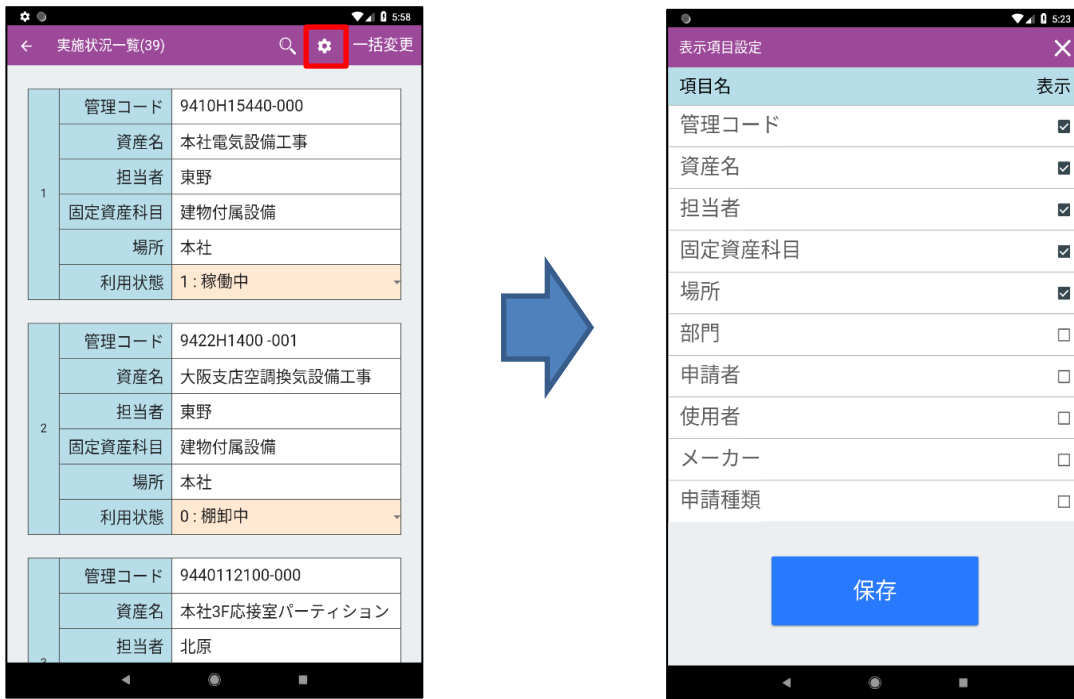 5:58
実施状況一覧(39)
一括変更
1
管理コード 9410H15440-000
資産名 本社電気設備工事
担当者 東野
固定資産科目 建物付属設備
場所 本社
利用状態 1 : 稼働中
2
管理コード 9422H1400 -001
資産名 大阪支店空調換気設備工事
担当者 東野
固定資産科目 建物付属設備
場所 本社
利用状態 0 : 棚卸中
3
管理コード 9440112100-000
資産名 本社3F応接室パーティション
担当者 北原
5:23
表示項目設定
項目名 表示
管理コード
資産名
担当者
固定資産科目
場所
部門
申請者
使用者
メーカー
申請種類
保存